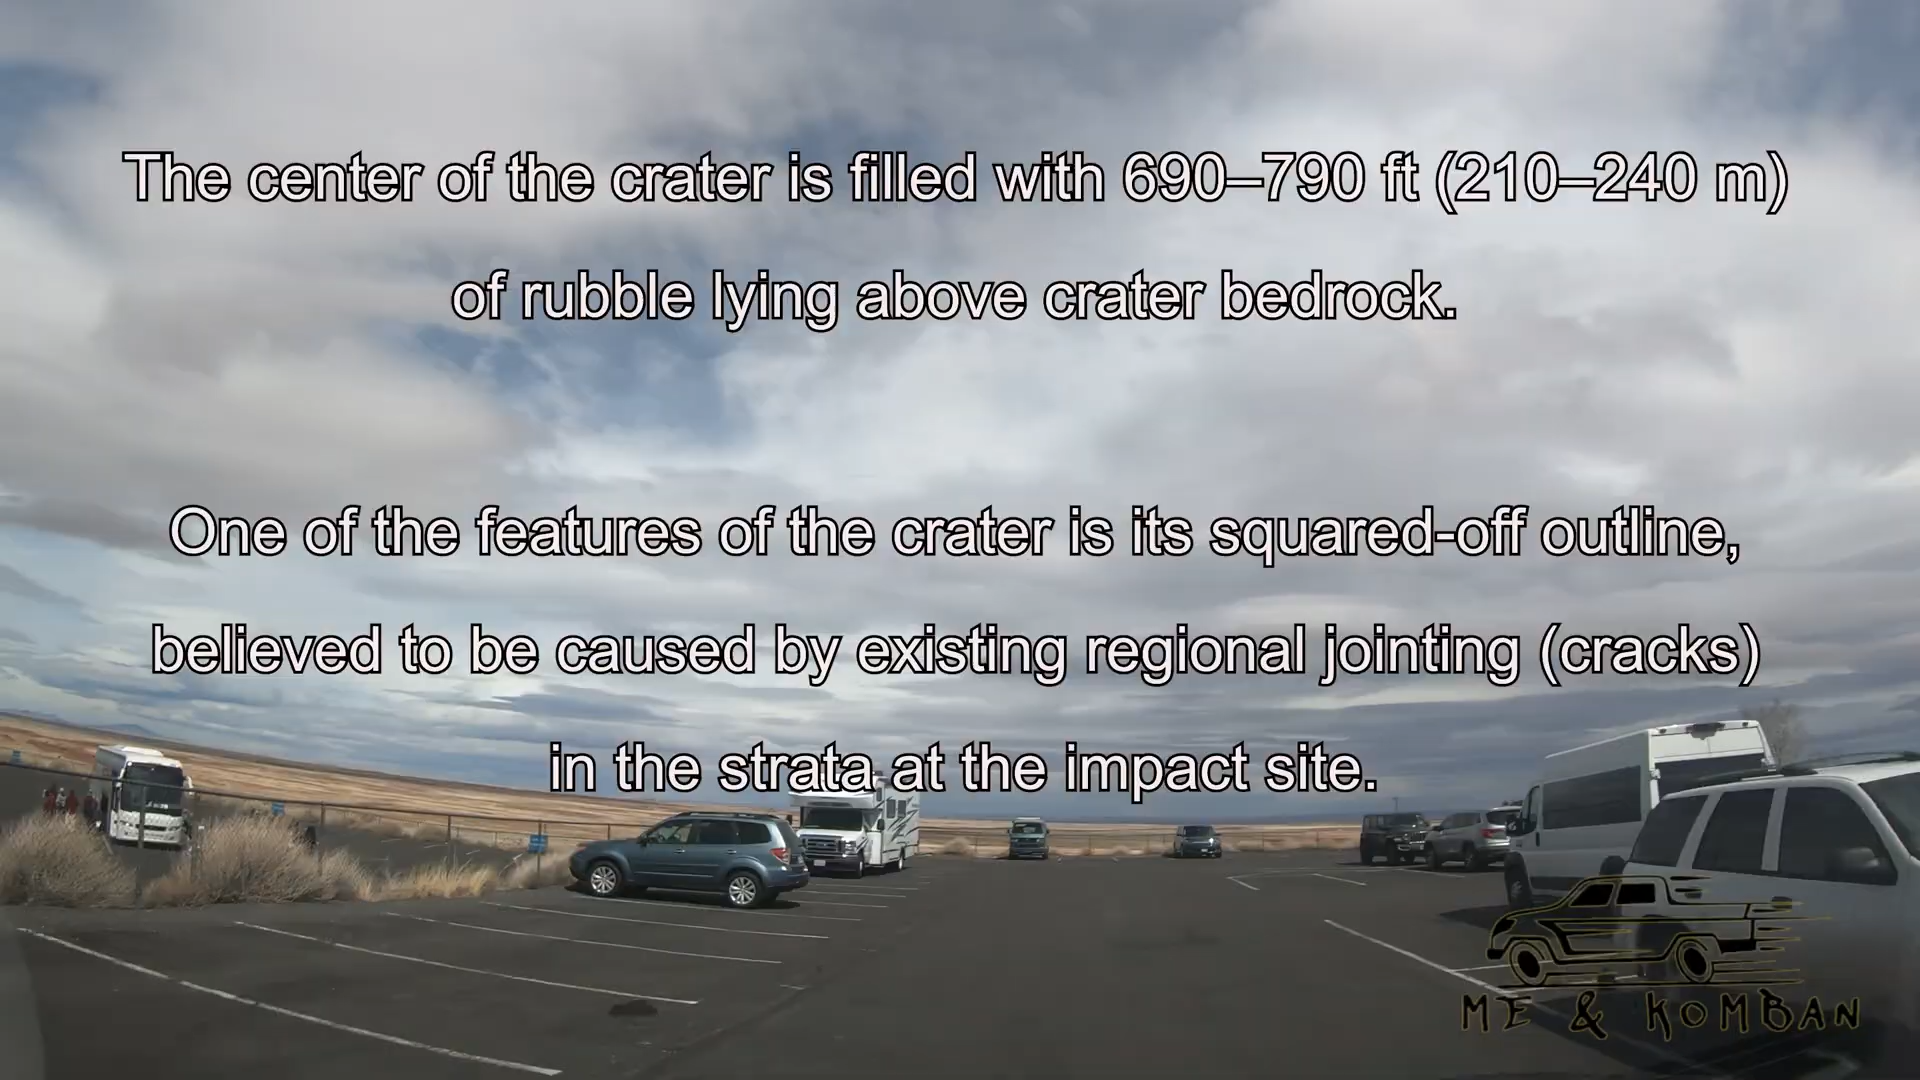 The center of the crater is filled with 690–790 ft (210–240 m)
of rubble lying above crater bedrock.
One of the features of the crater is its squared-off outline,
believed to be caused by existing regional jointing (cracks)
in the strata at the impact site.
ME & KOMBAN